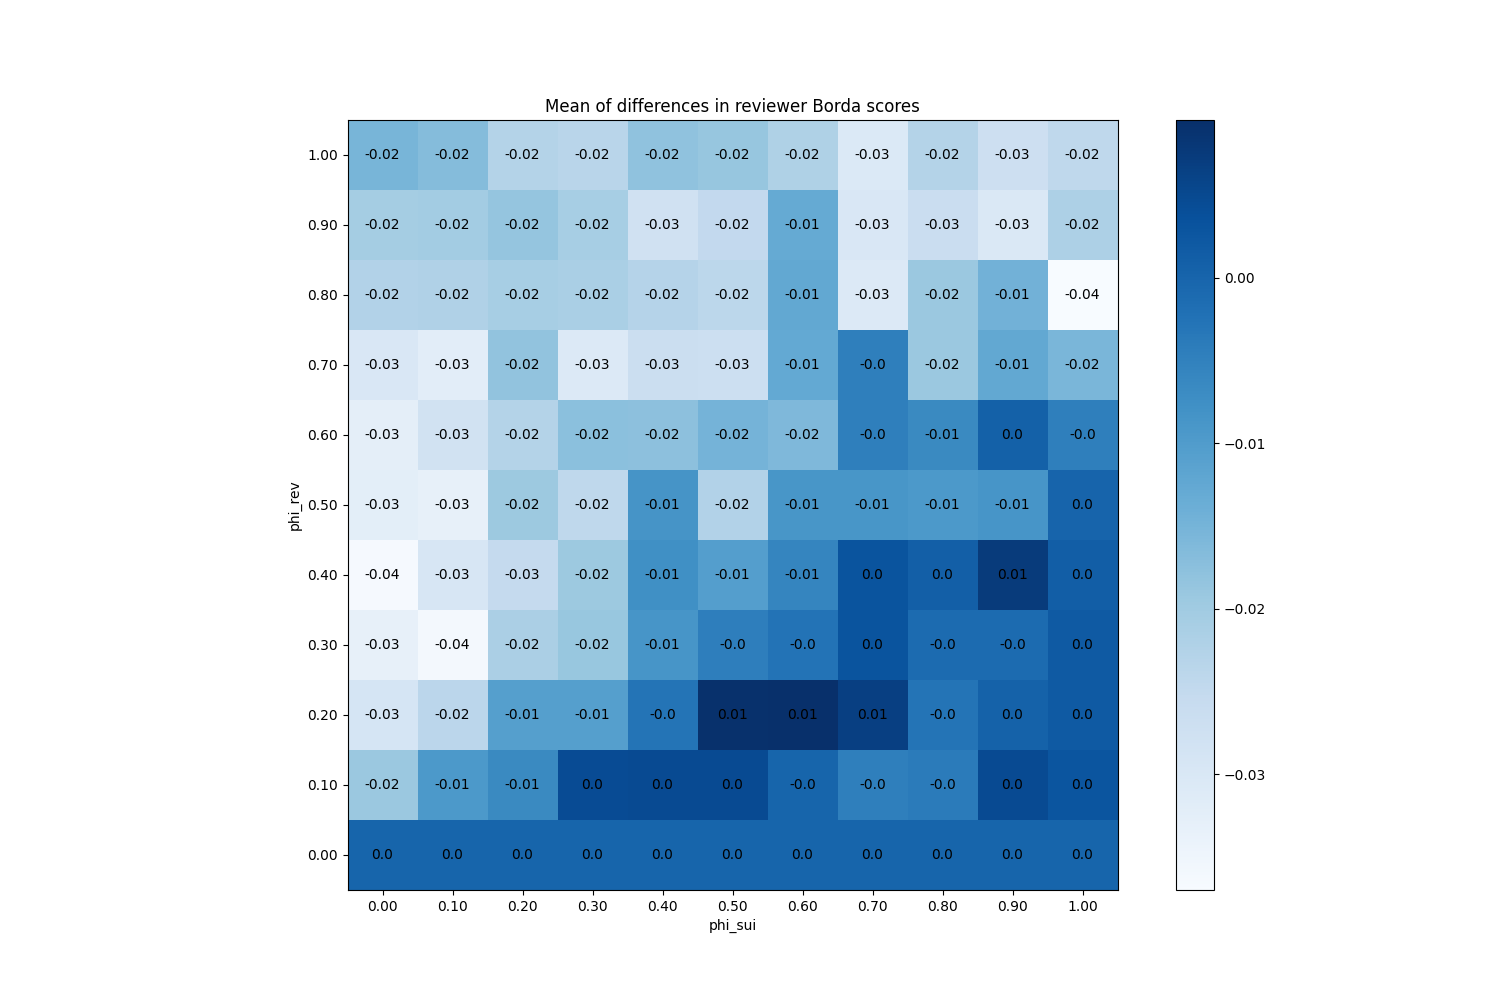 Mean of differences in reviewer Borda scores
1.00 -0.02 -0.02 -0.02 -0.02 -0.02 -0.02 -0.02 -0.03 -0.02 -0.03 -0.02
0.90 -0.02 -0.02 -0.02 -0.02 -0.03 -0.02 -0.01 -0.03 -0.03 -0.03 -0.02
0.80 -0.02 -0.02 -0.02 -0.02 -0.02 -0.02 -0.01 -0.03 -0.02 -0.01 -0.04
0.70 -0.03 -0.03 -0.02 -0.03 -0.03 -0.03 -0.01 -0.0 -0.02 -0.01 -0.02
0.60 -0.03 -0.03 -0.02 -0.02 -0.02 -0.02 -0.02 -0.0 -0.01 0.0 -0.0
phi_rev
0.50 -0.03 -0.03 -0.02 -0.02 -0.01 -0.02 -0.01 -0.01 -0.01 -0.01 0.0
0.40 -0.04 -0.03 -0.03 -0.02 -0.01 -0.01 -0.01 0.0 0.0 0.01 0.0
0.30 -0.03 -0.04 -0.02 -0.02 -0.01 -0.0 -0.0 0.0 -0.0 -0.0 0.0
0.20 -0.03 -0.02 -0.01 -0.01 -0.0 0.01 0.01 0.01 -0.0 0.0 0.0
0.10 -0.02 -0.01 -0.01 0.0 0.0 0.0 -0.0 -0.0 -0.0 0.0 0.0
0.00 0.0 0.0 0.0 0.0 0.0 0.0 0.0 0.0 0.0 0.0 0.0
0.00 0.10 0.20 0.30 0.40 0.50 0.60 0.70 0.80 0.90 1.00
phi_sui
0.00
−0.01
−0.02
−0.03